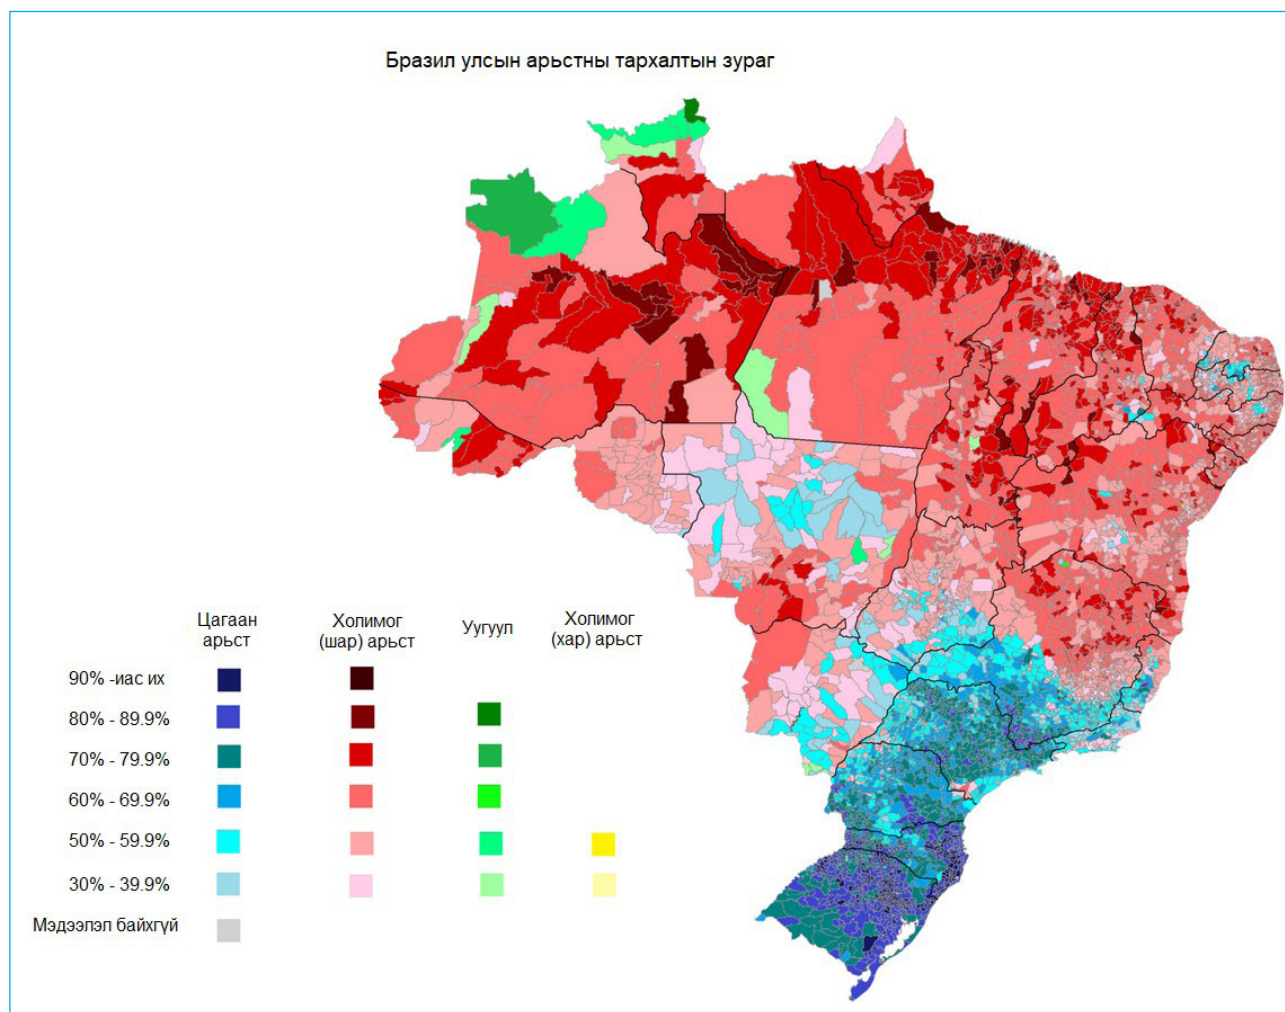 Бразил улсын арьстны тархалтын зураг
Цагаан
арьст
Холимог
(шар) арьст
Уугуул
Холимог
(хар) арьст
90% -иас их
80% - 89.9%
70% - 79.9%
60% - 69.9%
50% - 59.9%
30% - 39.9%
Мэдээлэл байхгүй